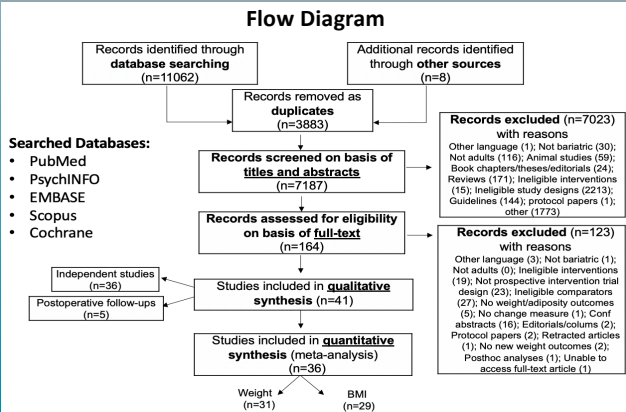 Flow Diagram
Records identified through
database searching
(n=11062)
Additional records identified
through other sources
(n=8)
Records removed as
duplicates
(n=3883)
Searched Databases:
• PubMed
• PsychINFO
• EMBASE
• Scopus
• Cochrane
Records screened on basis of
titles and abstracts
(n=7187)
Records excluded (n=7023)
with reasons
Other language (1); Not bariatric (30);
Not adults (116); Animal studies (59);
Book chapters/theses/editorials (24);
Reviews (171); Ineligible interventions
(15); Ineligible study designs (2213);
Guidelines (144); protocol papers (1);
other (1773)
Records assessed for eligibility
on basis of full-text
(n=164)
Records excluded (n=123)
with reasons
Other language (3); Not bariatric (1);
Not adults (0); Ineligible interventions
(19); Not prospective intervention trial
design (23); Ineligible comparators
(27); No weight/adiposity outcomes
(5); No change measure (1); Conf
abstracts (16); Editorials/colums (2);
Protocol papers (2); Retracted articles
(1); No new weight outcomes (2);
Posthoc analyses (1); Unable to
access full-text article (1)
Independent studies
(n=36)
Postoperative follow-ups
(n=5)
Studies included in qualitative
synthesis (n=41)
Studies included in quantitative
synthesis (meta-analysis)
(n=36)
Weight
(n=31)
BMI
(n=29)